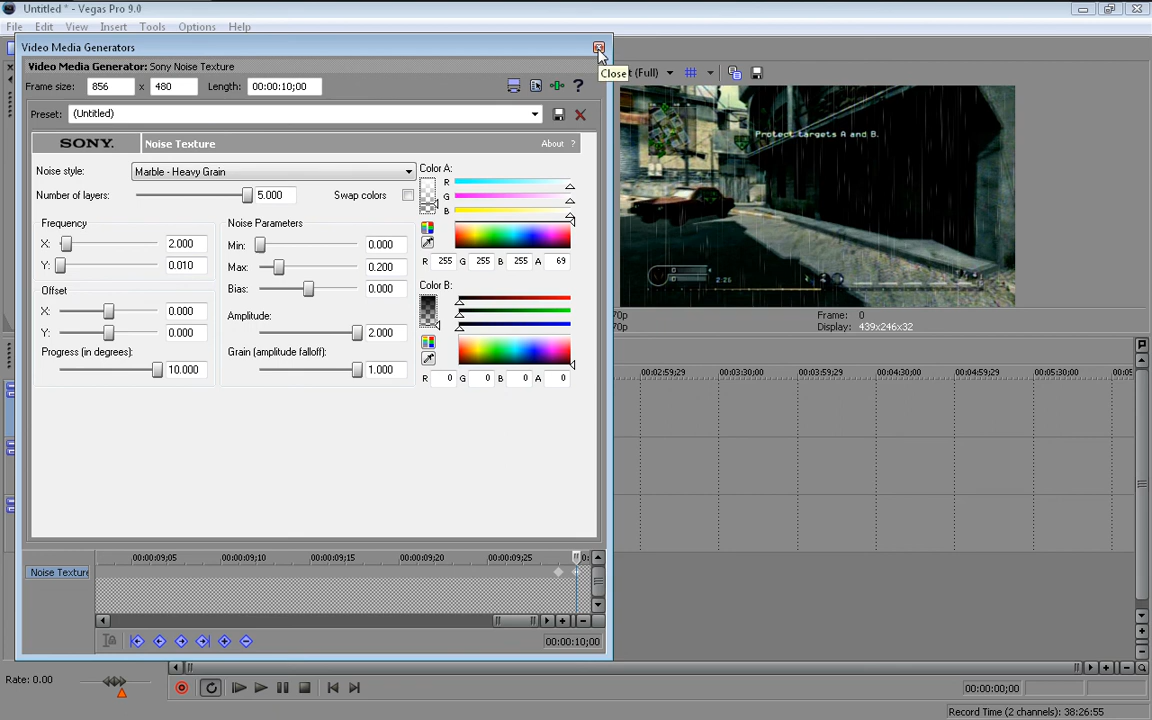 Untitled * - Vegas Pro 9.0
File Edit View Insert Tools Options Help
Video Media Generators
Close
Video Media Generator: Sony Noise Texture
(Full)
Frame size: 856 x 480 Length: 00:00:10;00
Preset: (Untitled)
SONY. Noise Texture About ?
Protect targets A and B.
Noise style: Marble - Heavy Grain
Color A:
Number of layers: 5.000 Swap colors
R
G
B
Frequency
X: 2.000
Y: 0.010
Noise Parameters
Min: 0.000
Max: 0.200
Bias: 0.000
R 255 G 255 B 255 A 69
Offset
X: 0.000
Y: 0.000
Color B:
Amplitude:
2.000
Progress (in degrees):
10.000
Grain (amplitude falloff):
1.000
R 0 G 0 B 0 A 0
2:25
Frame: 0
Display: 439x246x32
00:02:59;29 00:03:30;00 00:03:59;29 00:04:30;00 00:04:59;29 00:05:30;00
00:00:09;05 00:00:09;10 00:00:09;15 00:00:09;20 00:00:09;25
Noise Texture
00:00:10;00
Rate: 0.00
00:00:00;00
Record Time (2 channels): 38:26:55